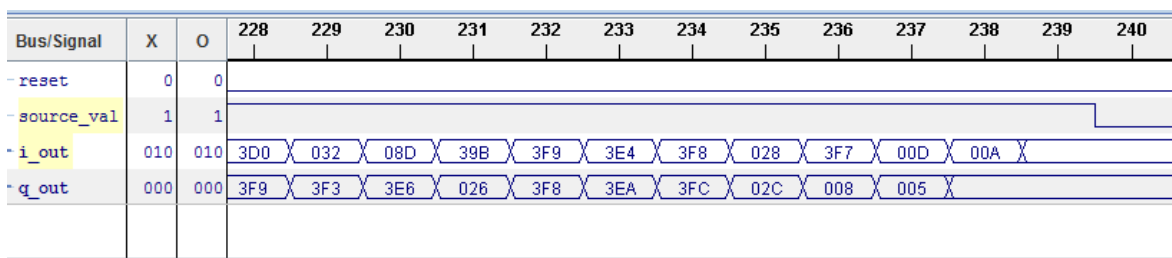 Bus/Signal X O 228 229 230 231 232 233 234 235 236 237 238 239 240
reset 0 0
source_val 1 1
i_out 010 010 3D0 032 08D 39B 3F9 3E4 3F8 028 3F7 00D 00A
q_out 000 000 3F9 3F3 3E6 026 3F8 3EA 3FC 02C 008 005